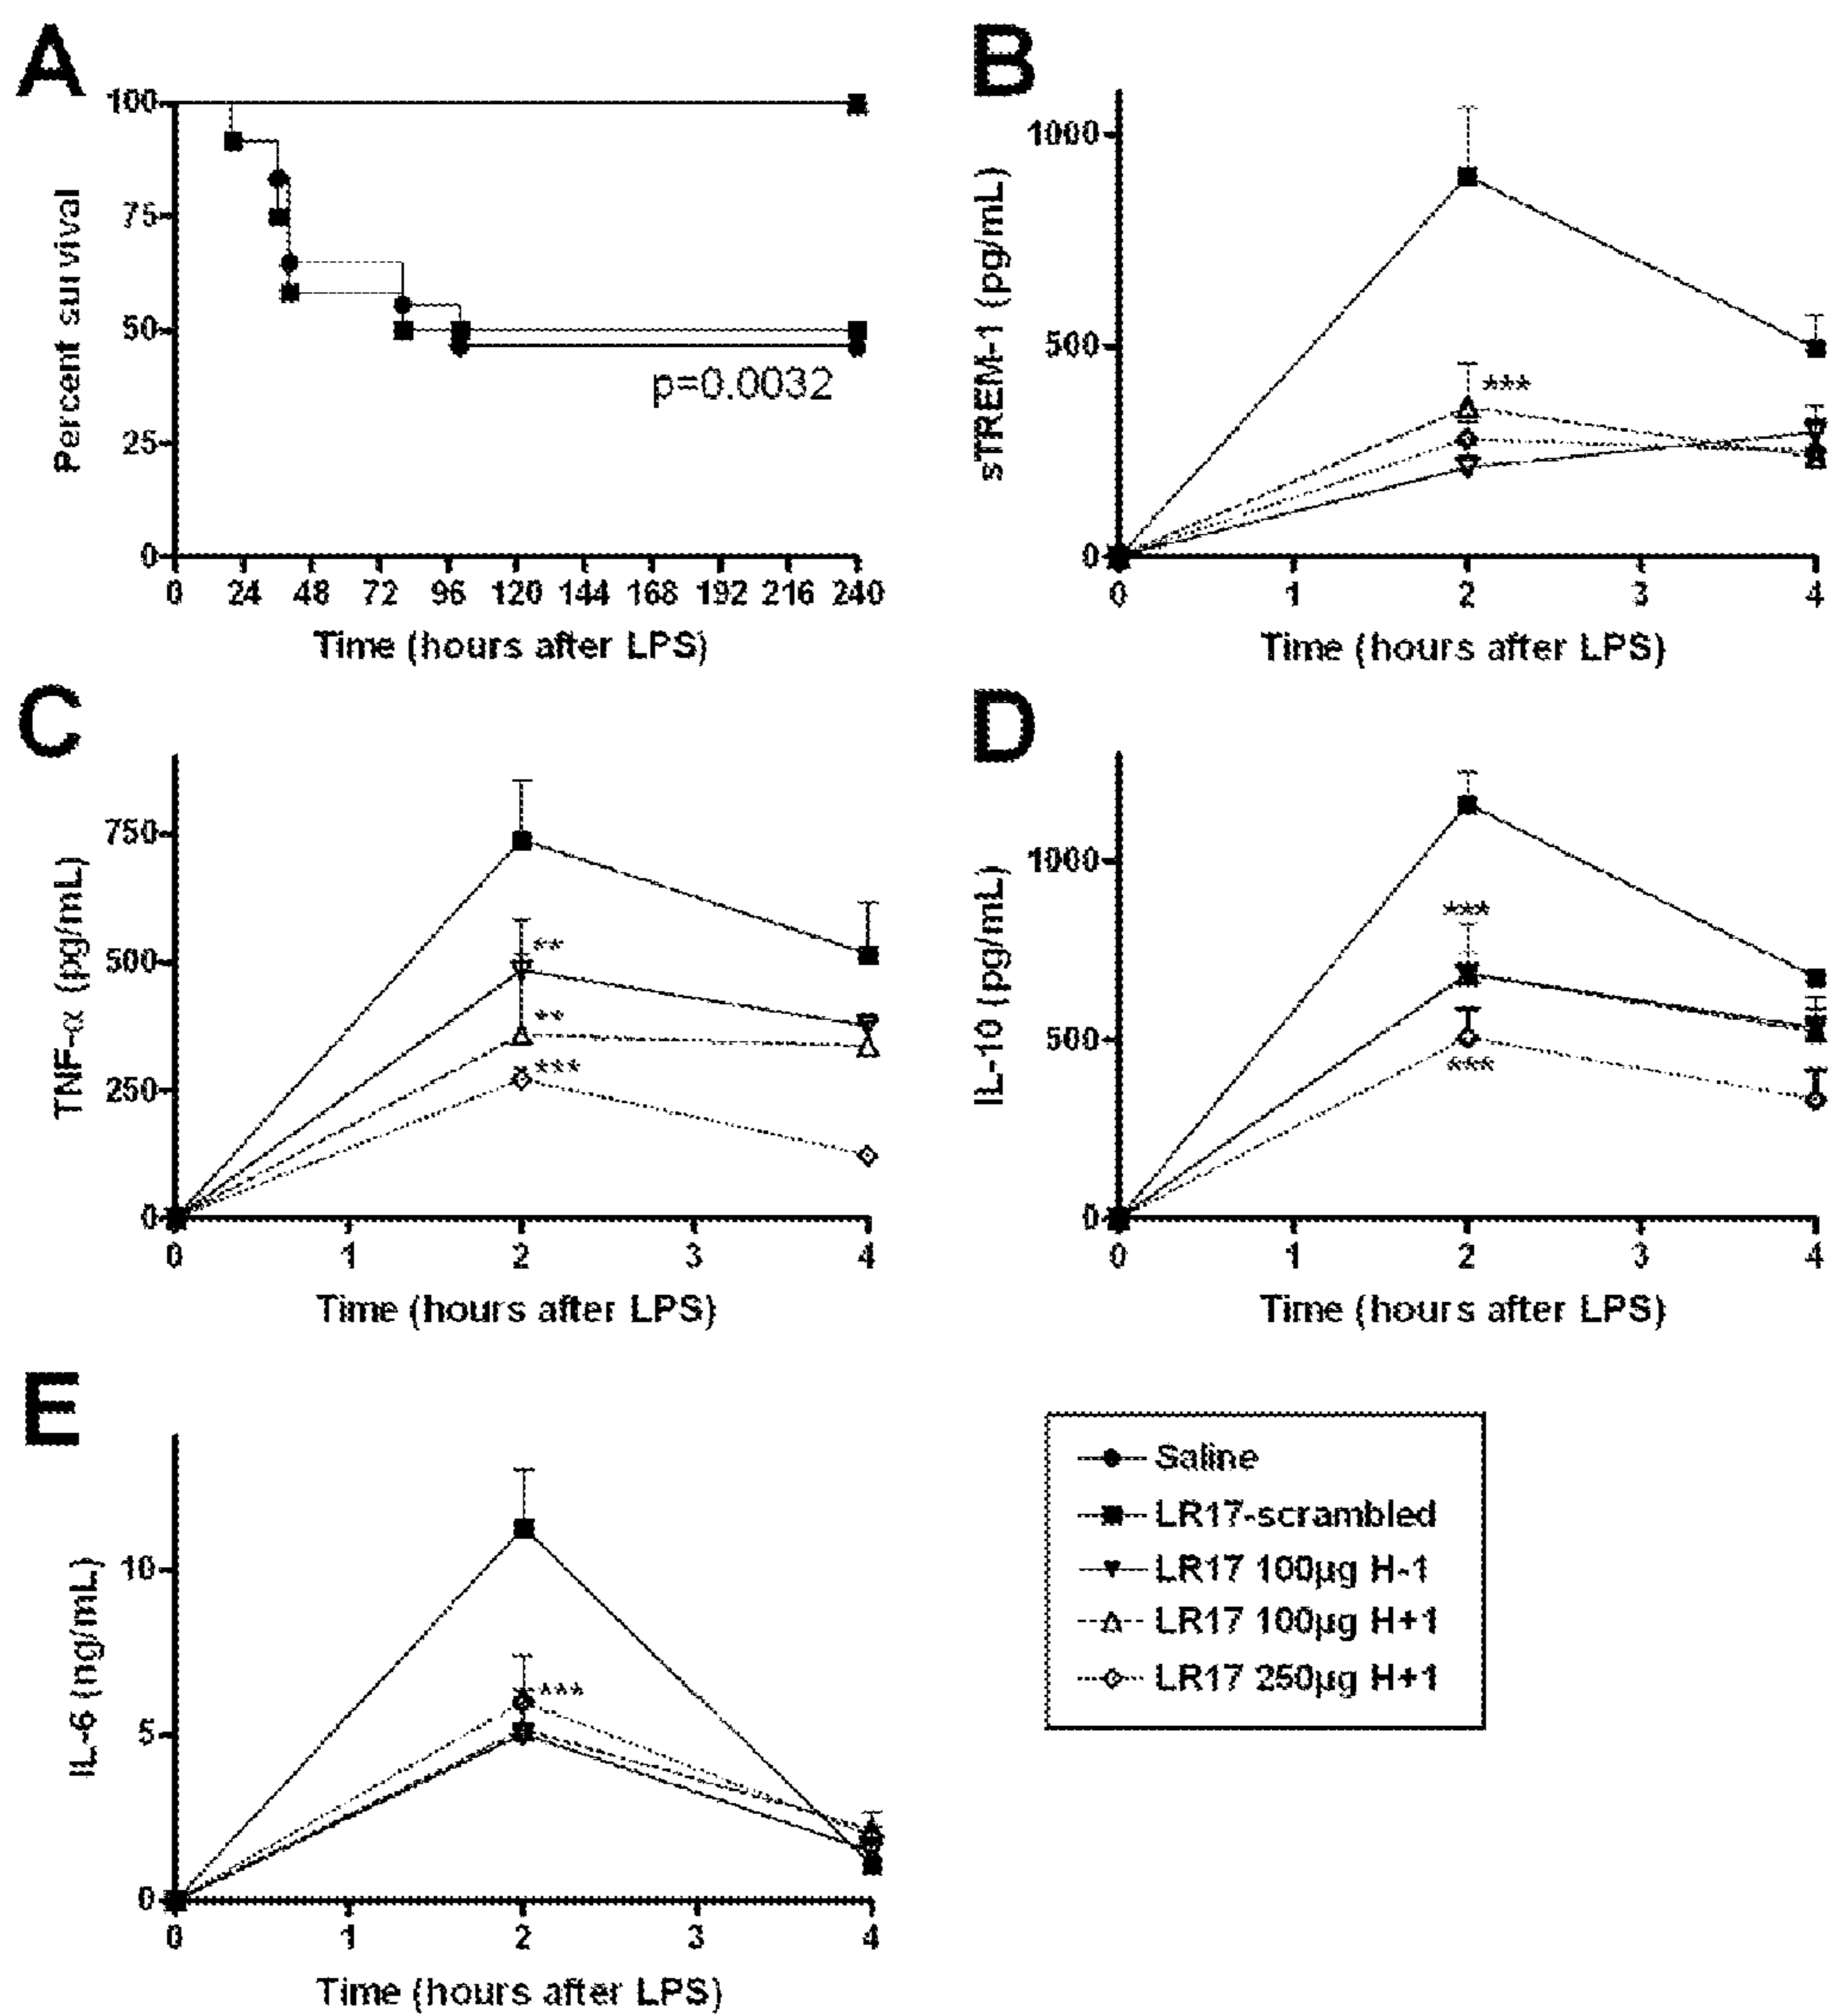 A
100
75
50
25
0
Percent survival
p=0.0032
0 24 48 72 96 120 144 168 192 216 240
Time (hours after LPS)
B
1000
500
0
sTREM-1 (pg/mL)
***
0 1 2 3 4
Time (hours after LPS)
C
750
500
250
0
TNF-α (pg/mL)
**
**
***
0 1 2 3 4
Time (hours after LPS)
D
1000
500
0
IL-10 (pg/mL)
***
***
0 1 2 3 4
Time (hours after LPS)
E
10
5
0
IL-6 (ng/mL)
***
0 1 2 3 4
Time (hours after LPS)
Saline
LR17-scrambled
LR17 100µg H-1
LR17 100µg H+1
LR17 250µg H+1